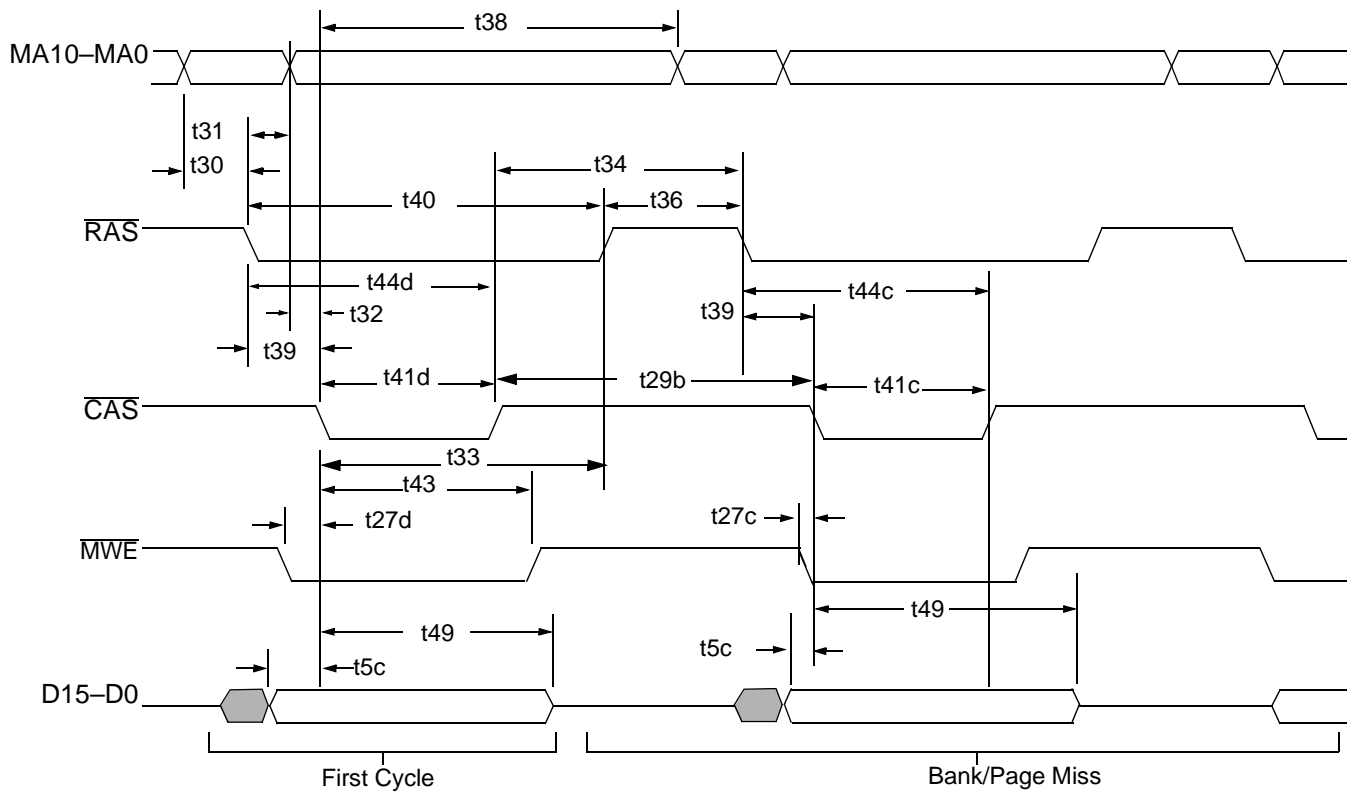 t38
MA10–MA0
t31
t30
t34
t40
t36
RAS
t44d
t44c
t32
t39
t39
t41d
t29b
t41c
CAS
t33
t43
t27d
t27c
MWE
t49
t49
t5c
t5c
D15–D0
First Cycle
Bank/Page Miss